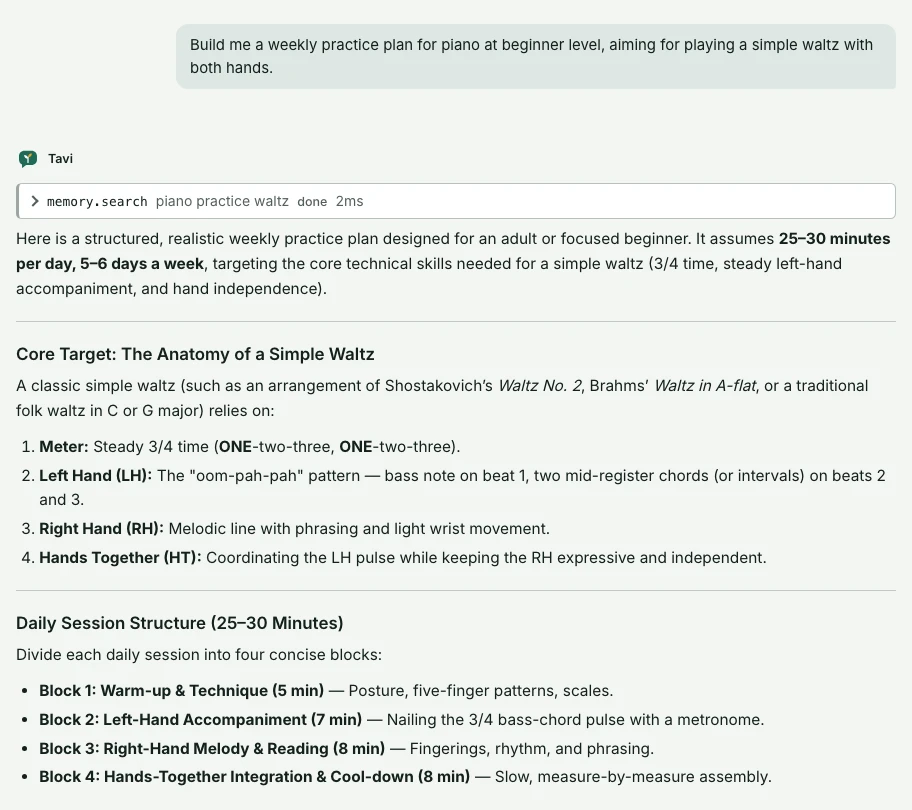 Build me a weekly practice plan for piano at beginner level, aiming for playing a simple waltz with
both hands.
Tavi
memory.search piano practice waltz done 2ms
Here is a structured, realistic weekly practice plan designed for an adult or focused beginner. It assumes 25–30 minutes
per day, 5–6 days a week, targeting the core technical skills needed for a simple waltz (3/4 time, steady left-hand
accompaniment, and hand independence).
Core Target: The Anatomy of a Simple Waltz
A classic simple waltz (such as an arrangement of Shostakovich’s Waltz No. 2, Brahms’ Waltz in A-flat, or a traditional
folk waltz in C or G major) relies on:
1. Meter: Steady 3/4 time (ONE-two-three, ONE-two-three).
2. Left Hand (LH): The "oom-pah-pah" pattern — bass note on beat 1, two mid-register chords (or intervals) on beats 2
and 3.
3. Right Hand (RH): Melodic line with phrasing and light wrist movement.
4. Hands Together (HT): Coordinating the LH pulse while keeping the RH expressive and independent.
Daily Session Structure (25–30 Minutes)
Divide each daily session into four concise blocks:
• Block 1: Warm-up & Technique (5 min) — Posture, five-finger patterns, scales.
• Block 2: Left-Hand Accompaniment (7 min) — Nailing the 3/4 bass-chord pulse with a metronome.
• Block 3: Right-Hand Melody & Reading (8 min) — Fingerings, rhythm, and phrasing.
• Block 4: Hands-Together Integration & Cool-down (8 min) — Slow, measure-by-measure assembly.